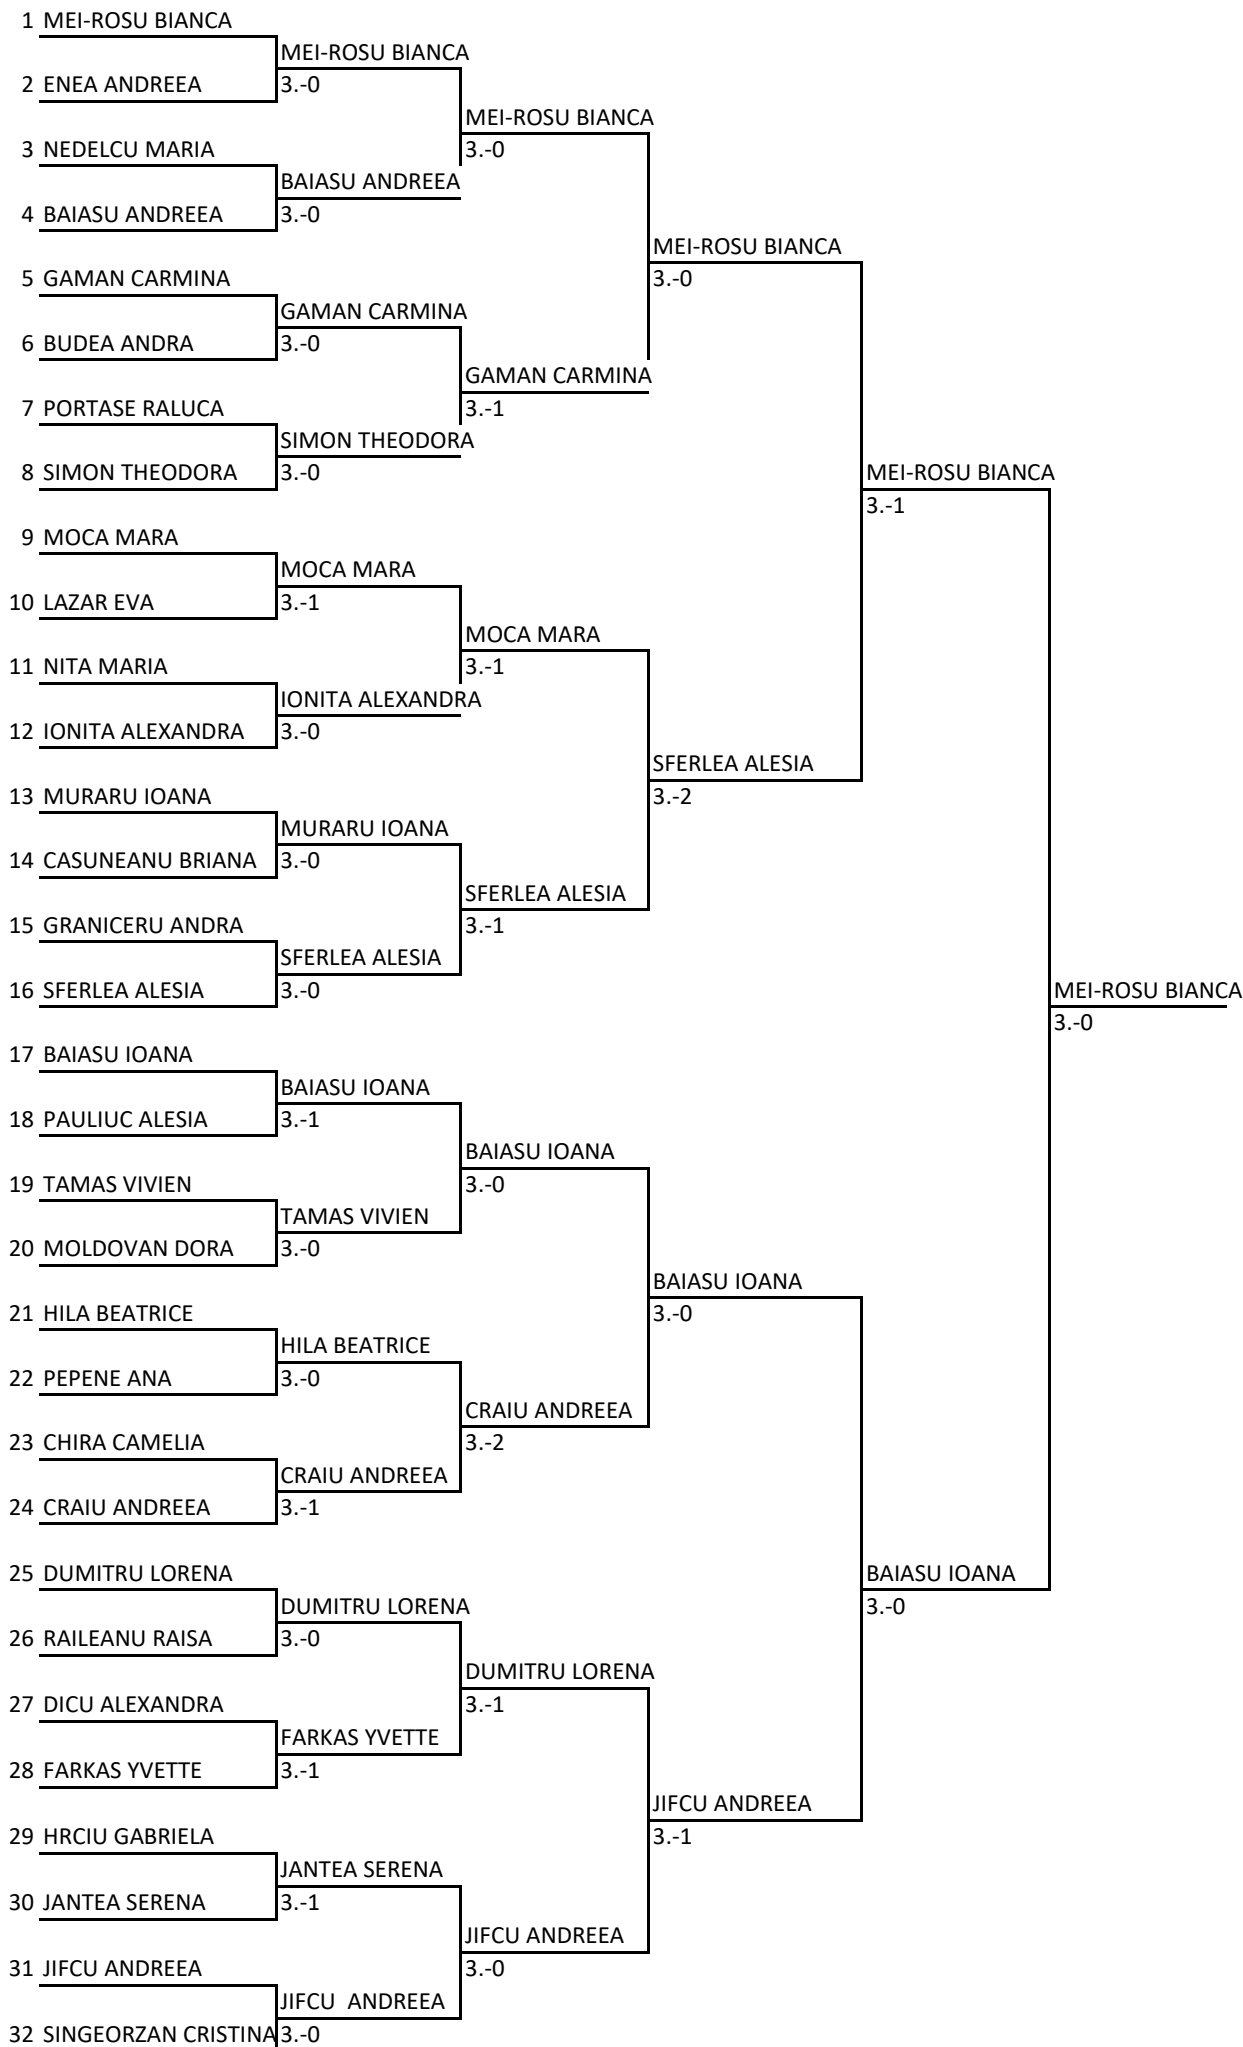 1 MEI-ROSU BIANCA
MEI-ROSU BIANCA
2 ENEA ANDREEA
3.-0
MEI-ROSU BIANCA
3 NEDELCU MARIA
3.-0
BAIASU ANDREEA
4 BAIASU ANDREEA
3.-0
MEI-ROSU BIANCA
5 GAMAN CARMINA
3.-0
GAMAN CARMINA
6 BUDEA ANDRA
3.-0
GAMAN CARMINA
7 PORTASE RALUCA
3.-1
SIMON THEODORA
8 SIMON THEODORA
3.-0
MEI-ROSU BIANCA
3.-1
9 MOCA MARA
MOCA MARA
10 LAZAR EVA
3.-1
MOCA MARA
11 NITA MARIA
3.-1
IONITA ALEXANDRA
12 IONITA ALEXANDRA
3.-0
SFERLEA ALESIA
13 MURARU IOANA
3.-2
MURARU IOANA
14 CASUNEANU BRIANA
3.-0
SFERLEA ALESIA
15 GRANICERU ANDRA
3.-1
SFERLEA ALESIA
16 SFERLEA ALESIA
3.-0
MEI-ROSU BIANCA
3.-0
17 BAIASU IOANA
BAIASU IOANA
18 PAULIUC ALESIA
3.-1
BAIASU IOANA
19 TAMAS VIVIEN
3.-0
TAMAS VIVIEN
20 MOLDOVAN DORA
3.-0
BAIASU IOANA
21 HILA BEATRICE
3.-0
HILA BEATRICE
22 PEPENE ANA
3.-0
CRAIU ANDREEA
23 CHIRA CAMELIA
3.-2
CRAIU ANDREEA
24 CRAIU ANDREEA
3.-1
25 DUMITRU LORENA
BAIASU IOANA
3.-0
DUMITRU LORENA
26 RAILEANU RAISA
3.-0
DUMITRU LORENA
27 DICU ALEXANDRA
3.-1
FARKAS YVETTE
28 FARKAS YVETTE
3.-1
JIFCU ANDREEA
29 HRCIU GABRIELA
3.-1
JANTEA SERENA
30 JANTEA SERENA
3.-1
JIFCU ANDREEA
31 JIFCU ANDREEA
3.-0
JIFCU  ANDREEA
32 SINGEORZAN CRISTINA
3.-0